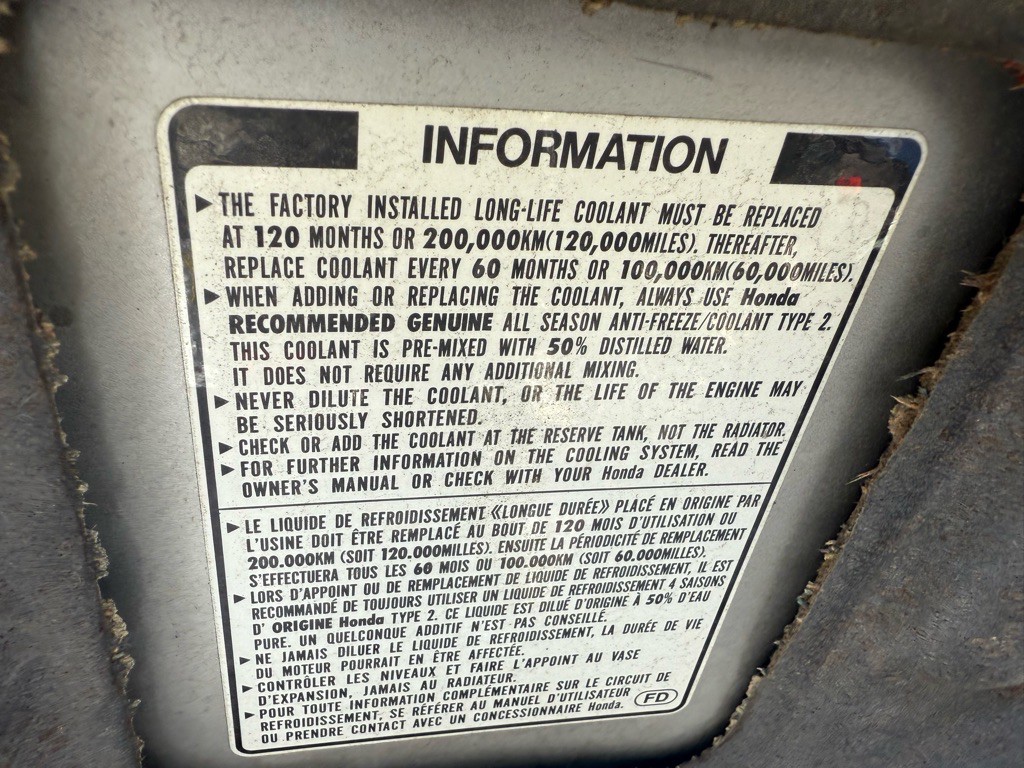 INFORMATION
▶ THE FACTORY INSTALLED LONG-LIFE COOLANT MUST BE REPLACED
AT 120 MONTHS OR 200,000KM(120,000MILES). THEREAFTER,
REPLACE COOLANT EVERY 60 MONTHS OR 100,000KM(60,000MILES).
▶ WHEN ADDING OR REPLACING THE COOLANT, ALWAYS USE Honda
RECOMMENDED GENUINE ALL SEASON ANTI-FREEZE/COOLANT TYPE 2.
THIS COOLANT IS PRE-MIXED WITH 50% DISTILLED WATER.
IT DOES NOT REQUIRE ANY ADDITIONAL MIXING.
▶ NEVER DILUTE THE COOLANT, OR THE LIFE OF THE ENGINE MAY
BE SERIOUSLY SHORTENED.
▶ CHECK OR ADD THE COOLANT AT THE RESERVE TANK, NOT THE RADIATOR.
▶ FOR FURTHER INFORMATION ON THE COOLING SYSTEM, READ THE
OWNER'S MANUAL OR CHECK WITH YOUR Honda DEALER.
▶ LE LIQUIDE DE REFROIDISSEMENT «LONGUE DURÉE» PLACÉ EN ORIGINE PAR
L'USINE DOIT ÊTRE REMPLACÉ AU BOUT DE 120 MOIS D'UTILISATION OU
200.000KM (SOIT 120.000MILLES). ENSUITE LA PÉRIODICITÉ DE REMPLACEMENT
S'EFFECTUERA TOUS LES 60 MOIS OU 100.000KM (SOIT 60.000MILLES).
▶ LORS D'APPOINT OU DE REMPLACEMENT DE LIQUIDE DE REFROIDISSEMENT, IL EST
RECOMMANDÉ DE TOUJOURS UTILISER UN LIQUIDE DE REFROIDISSEMENT 4 SAISONS
D' ORIGINE Honda TYPE 2. CE LIQUIDE EST DILUÉ D'ORIGINE À 50% D'EAU
PURE. UN QUELCONQUE ADDITIF N'EST PAS CONSEILLÉ.
▶ NE JAMAIS DILUER LE LIQUIDE DE REFROIDISSEMENT, LA DURÉE DE VIE
DU MOTEUR POURRAIT EN ÊTRE AFFECTÉE.
▶ CONTRÔLER LES NIVEAUX ET FAIRE L'APPOINT AU VASE
D'EXPANSION, JAMAIS AU RADIATEUR.
▶ POUR TOUTE INFORMATION COMPLÉMENTAIRE SUR LE CIRCUIT DE
REFROIDISSEMENT, SE RÉFÉRER AU MANUEL D'UTILISATEUR
OU PRENDRE CONTACT AVEC UN CONCESSIONNAIRE Honda.
FD